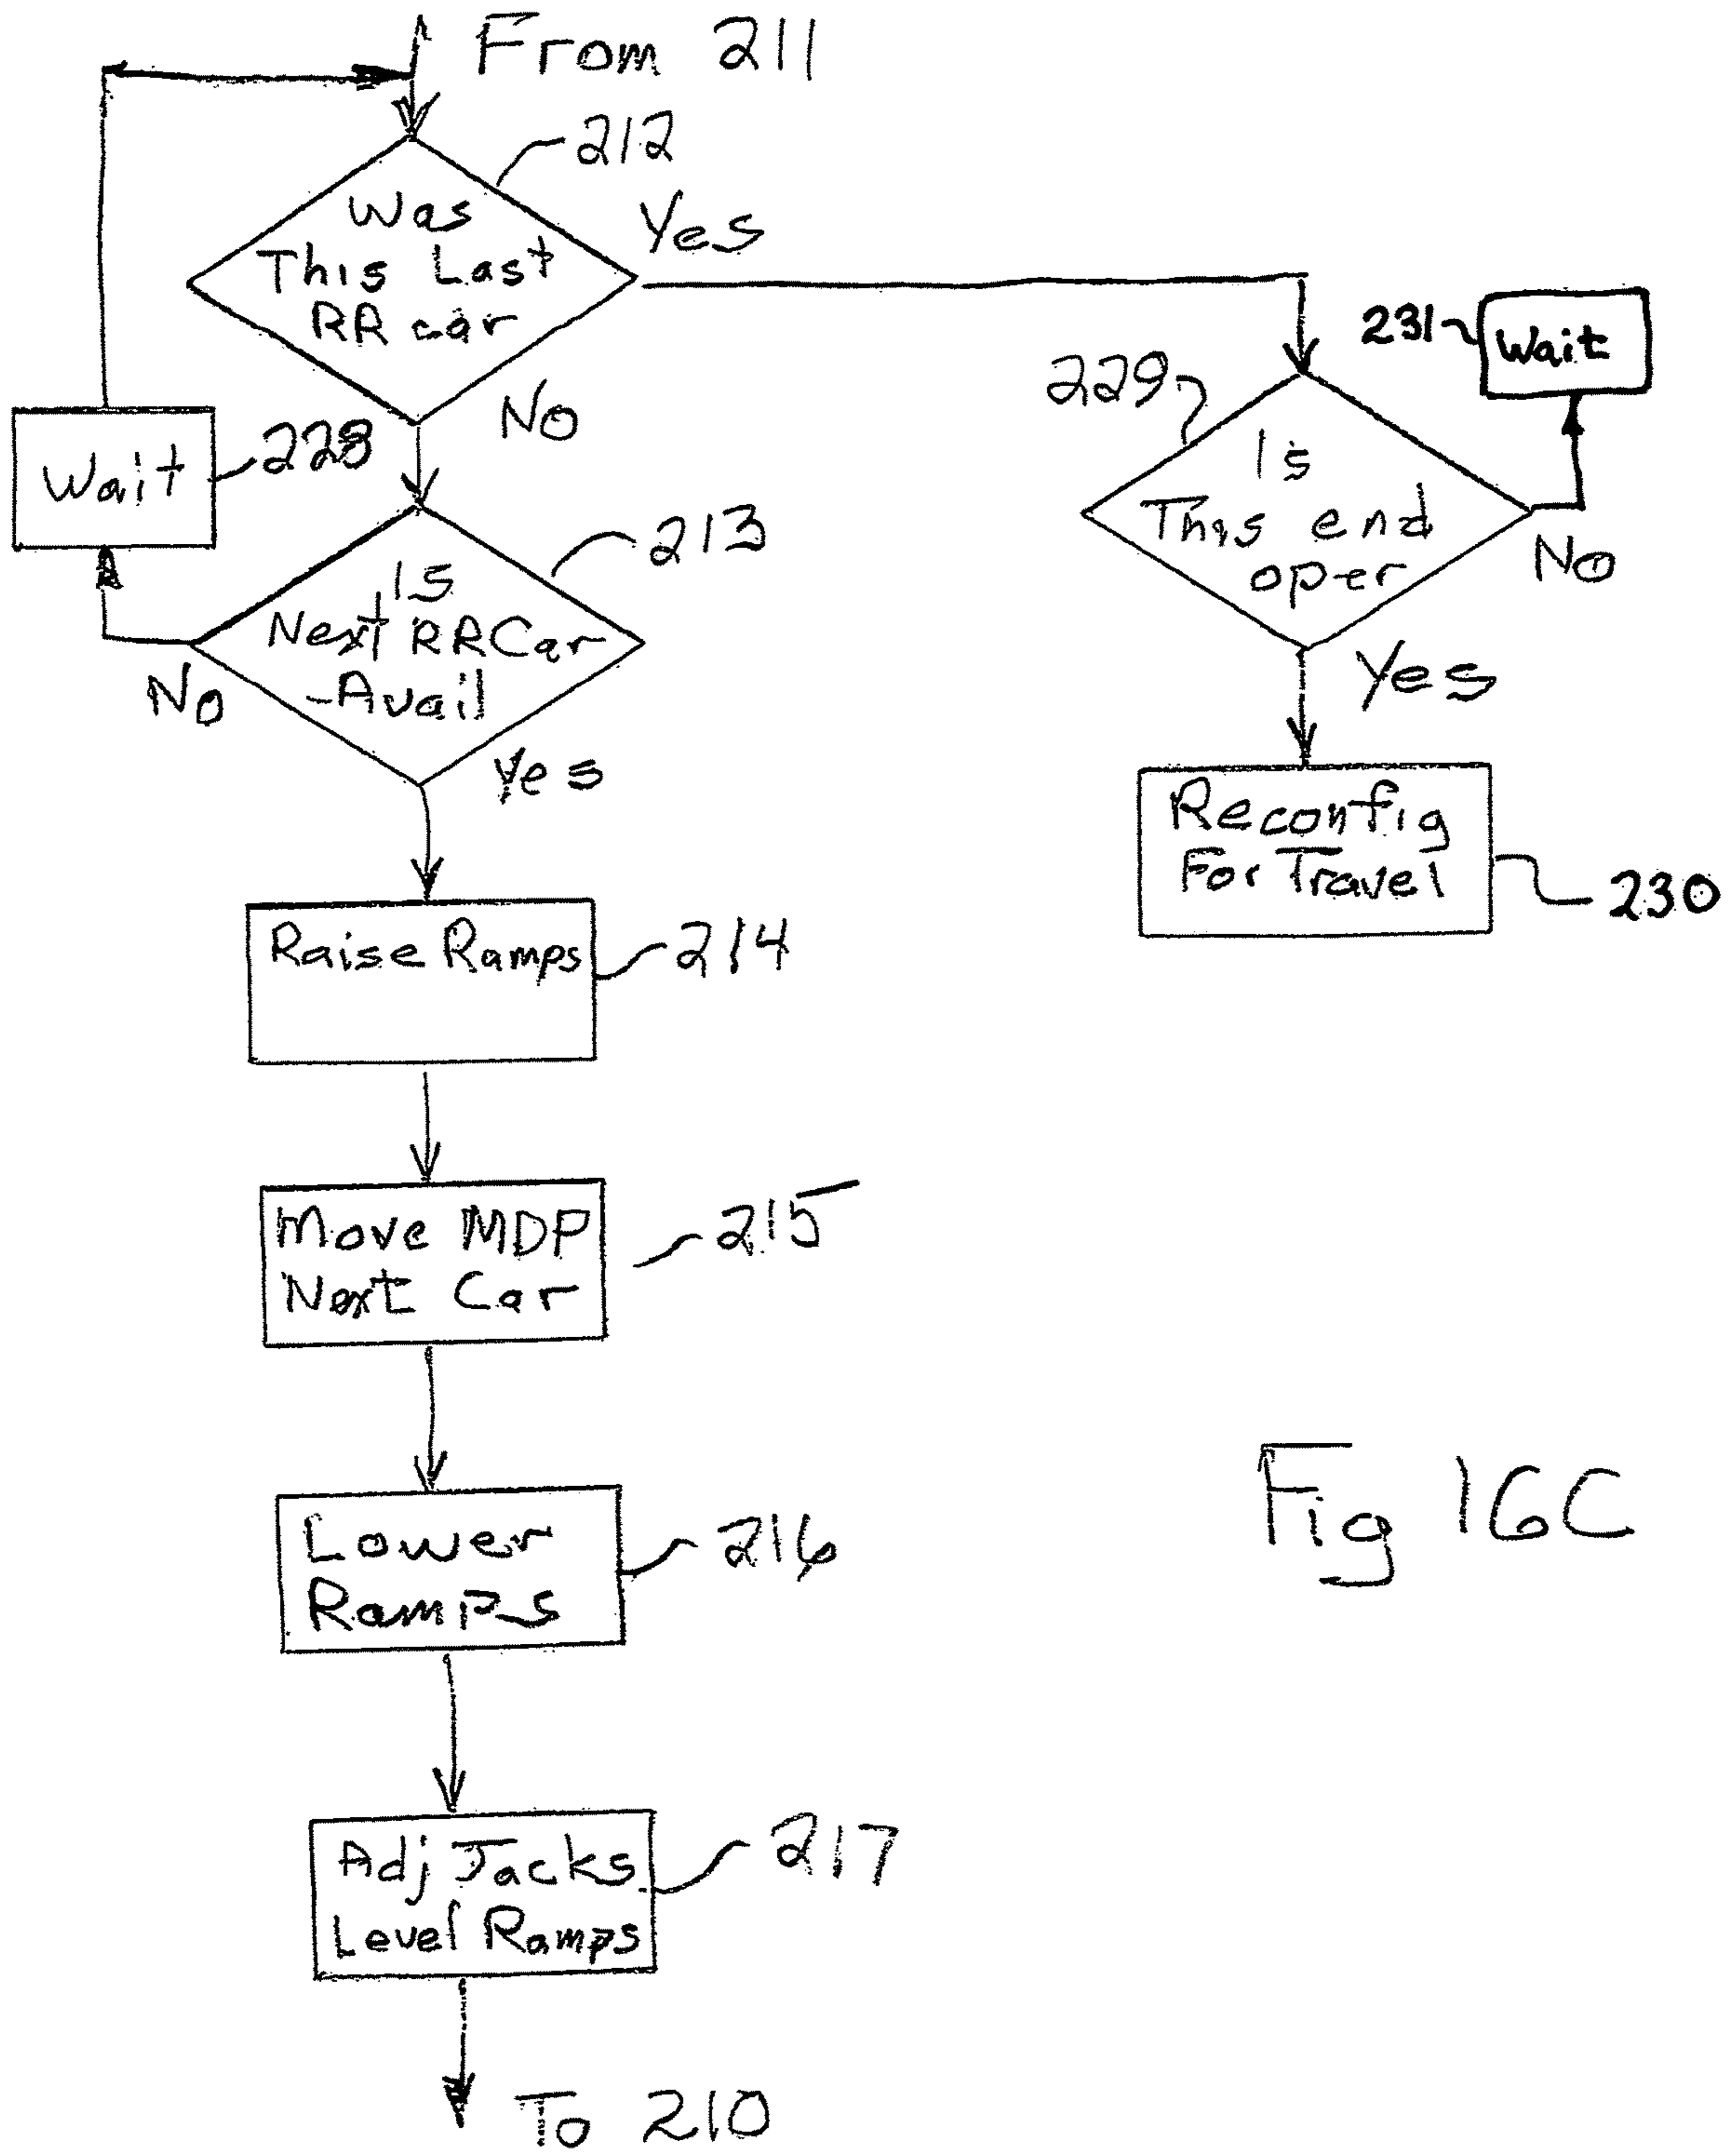 From 211
212
Was
This Last
RR car
Yes
No
231
Wait
229
Is
This end
oper
No
Yes
Wait
228
213
Is
Next RRCar
-Avail
No
Yes
Reconfig
For Travel
230
Raise Ramps
214
Move MDP
Next Car
215
Lower
Ramps
216
Fig 16C
Adj Jacks
Level Ramps
217
To 210